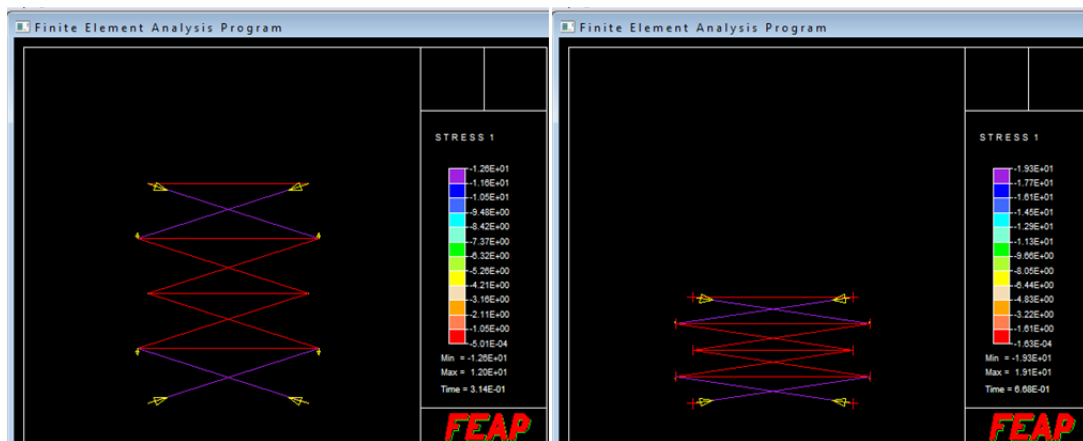 Finite Element Analysis Program
STRESS 1
-1.26E+01
-1.16E+01
-1.05E+01
-9.48E+00
-8.42E+00
-7.37E+00
-6.32E+00
-5.26E+00
-4.21E+00
-3.16E+00
-2.11E+00
-1.05E+00
-5.01E-04
Min = -1.26E+01
Max = 1.20E+01
Time = 3.14E-01
FEAP
Finite Element Analysis Program
STRESS 1
-1.93E+01
-1.77E+01
-1.61E+01
-1.45E+01
-1.29E+01
-1.13E+01
-9.66E+00
-8.05E+00
-6.44E+00
-4.83E+00
-3.22E+00
-1.61E+00
-1.63E-04
Min = -1.93E+01
Max = 1.91E+01
Time = 6.68E-01
FEAP